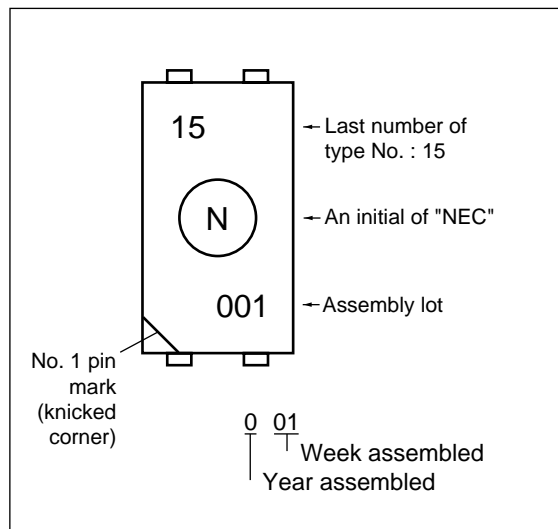 15
Last number of
type No. : 15
N
An initial of "NEC"
001
Assembly lot
No. 1 pin
mark
(knicked
corner)
0 01
Week assembled
Year assembled